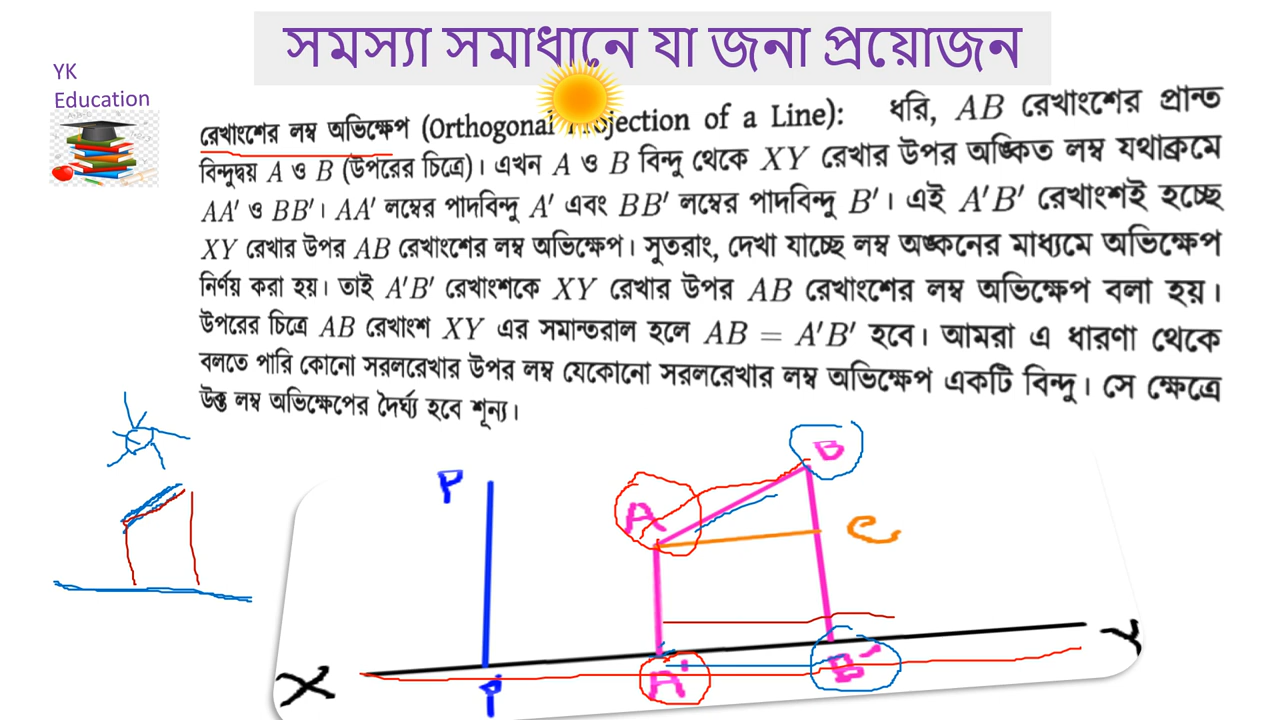 সমস্যা সমাধানে যা জনা প্রয়োজন
YK
Education
রেখাংশের লম্ব অভিক্ষেপ (Orthogonal Projection of a Line): ধরি, AB রেখাংশের প্রান্ত
বিন্দুদ্বয় A ও B (উপরের চিত্রে)। এখন A ও B বিন্দু থেকে XY রেখার উপর অঙ্কিত লম্ব যথাক্রমে
AA' ও BB'। AA' লম্বের পাদবিন্দু A' এবং BB' লম্বের পাদবিন্দু B'। এই A'B' রেখাংশই হচ্ছে
XY রেখার উপর AB রেখাংশের লম্ব অভিক্ষেপ। সুতরাং, দেখা যাচ্ছে লম্ব অঙ্কনের মাধ্যমে অভিক্ষেপ
নির্ণয় করা হয়। তাই A'B' রেখাংশকে XY রেখার উপর AB রেখাংশের লম্ব অভিক্ষেপ বলা হয়।
উপরের চিত্রে AB রেখাংশ XY এর সমান্তরাল হলে AB = A'B' হবে। আমরা এ ধারণা থেকে
বলতে পারি কোনো সরলরেখার উপর লম্ব যেকোনো সরলরেখার লম্ব অভিক্ষেপ একটি বিন্দু। সে ক্ষেত্রে
উক্ত লম্ব অভিক্ষেপের দৈর্ঘ্য হবে শূন্য।
P
B
A
C
X
P'
A'
B'
Y